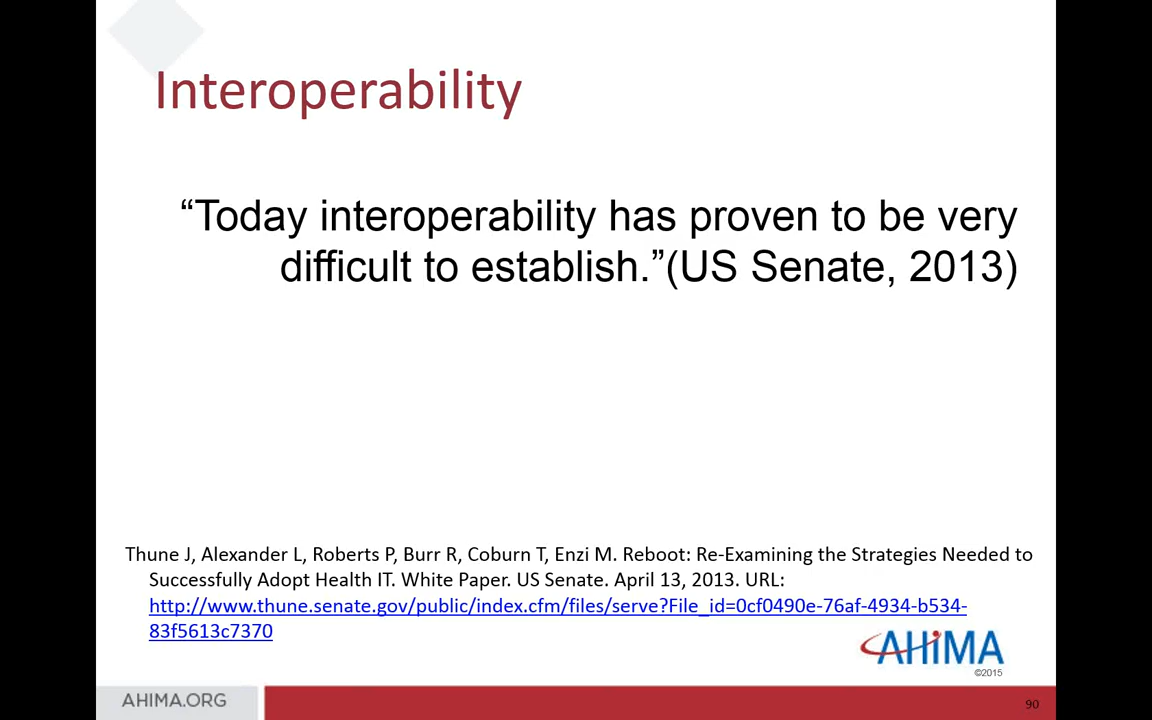 Interoperability
“Today interoperability has proven to be very
difficult to establish.”(US Senate, 2013)
Thune J, Alexander L, Roberts P, Burr R, Coburn T, Enzi M. Reboot: Re-Examining the Strategies Needed to
Successfully Adopt Health IT. White Paper. US Senate. April 13, 2013. URL:
http://www.thune.senate.gov/public/index.cfm/files/serve?File_id=0cf0490e-76af-4934-b534-
83f5613c7370
AHiMA
©2015
AHIMA.ORG
90